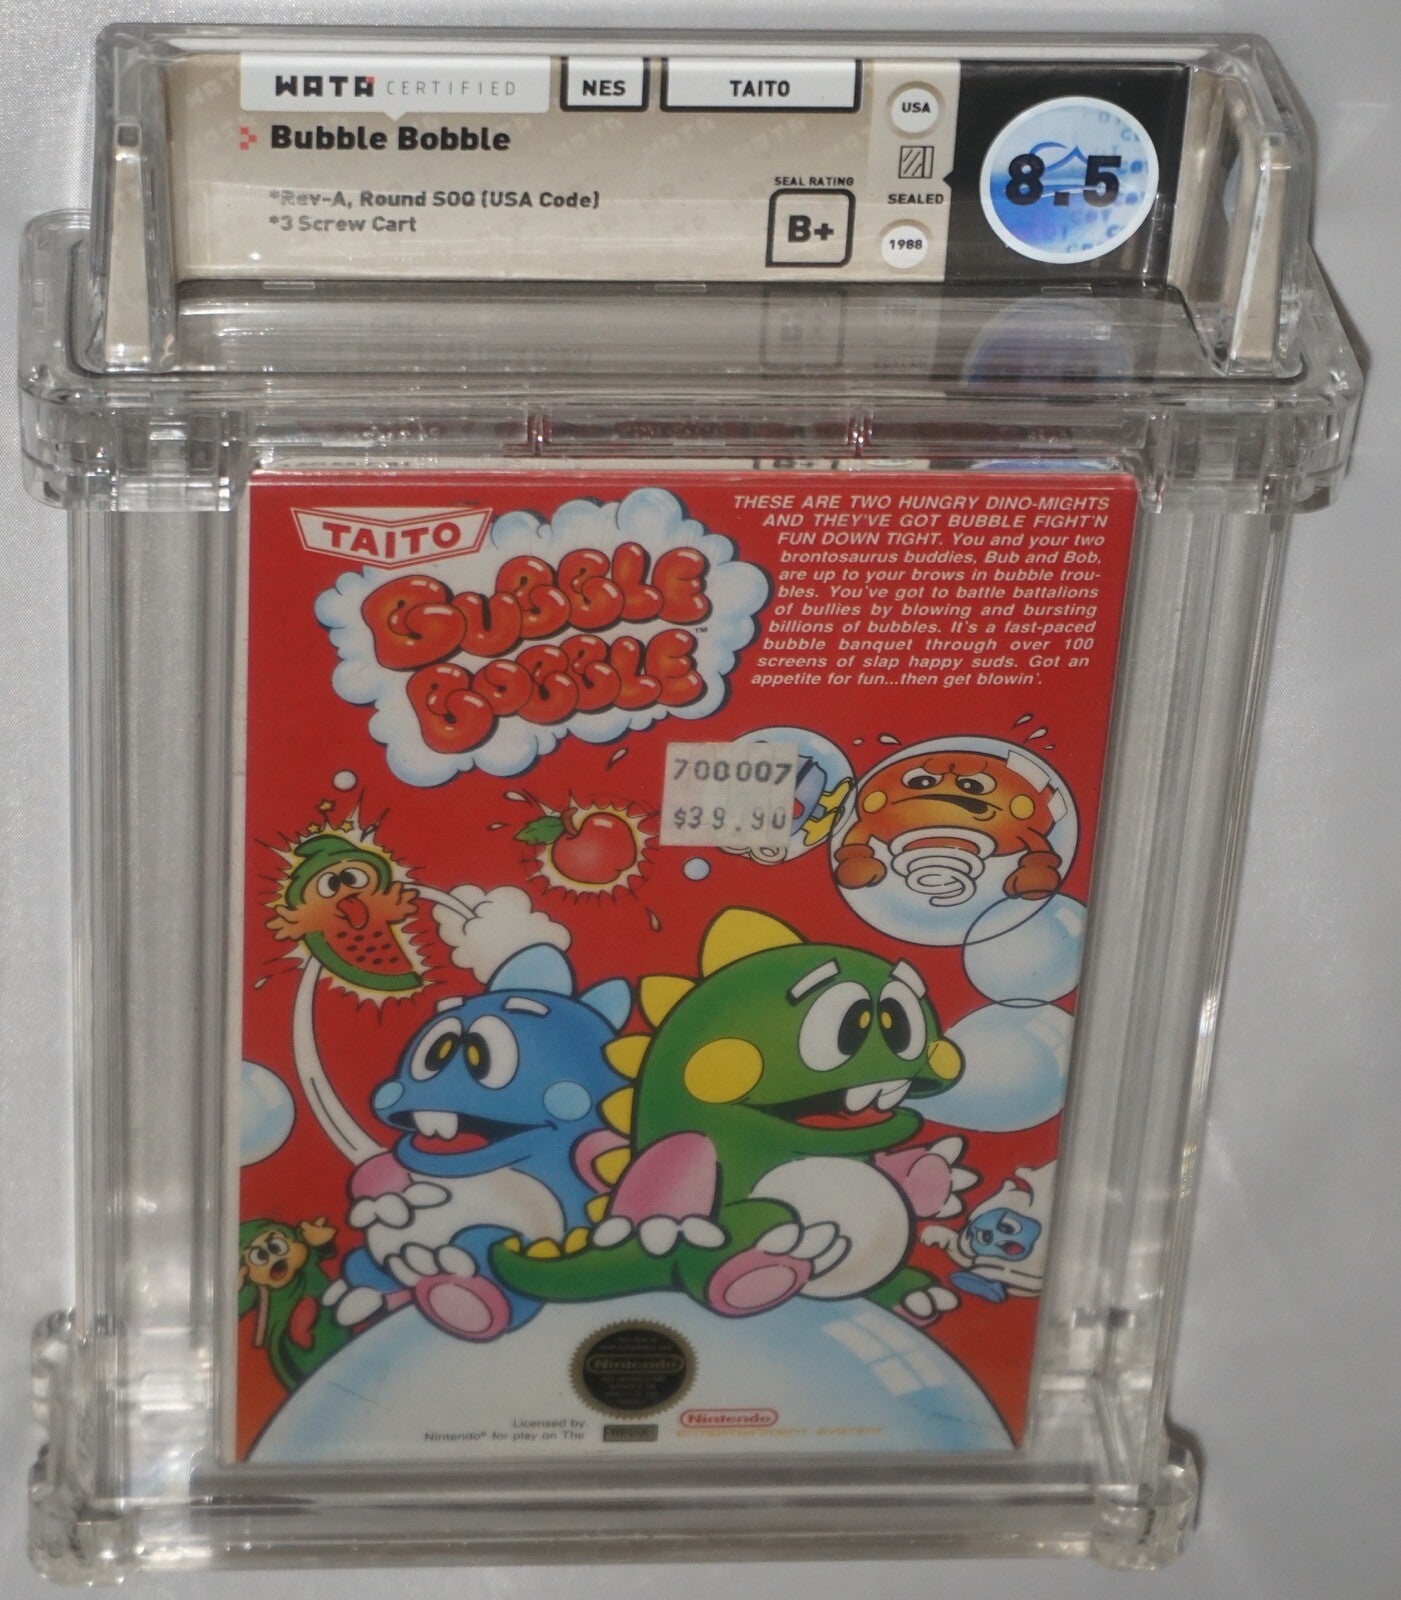 WATA CERTIFIED
NES
TAITO
Bubble Bobble
*Rev-A, Round SOQ (USA Code)
*3 Screw Cart
SEAL RATING
B+
USA
SEALED
1988
8.5
TAITO
BUBBLE
BOBBLE™
THESE ARE TWO HUNGRY DINO-MIGHTS
AND THEY'VE GOT BUBBLE FIGHT'N
FUN DOWN TIGHT. You and your two
brontosaurus buddies, Bub and Bob,
are up to your brows in bubble trou-
bles. You've got to battle battalions
of bullies by blowing and bursting
billions of bubbles. It's a fast-paced
bubble banquet through over 100
screens of slap happy suds. Got an
appetite for fun...then get blowin'.
700007
$39.90
Nintendo
Licensed by
Nintendo® for play on The
REV-A
Nintendo
ENTERTAINMENT SYSTEM